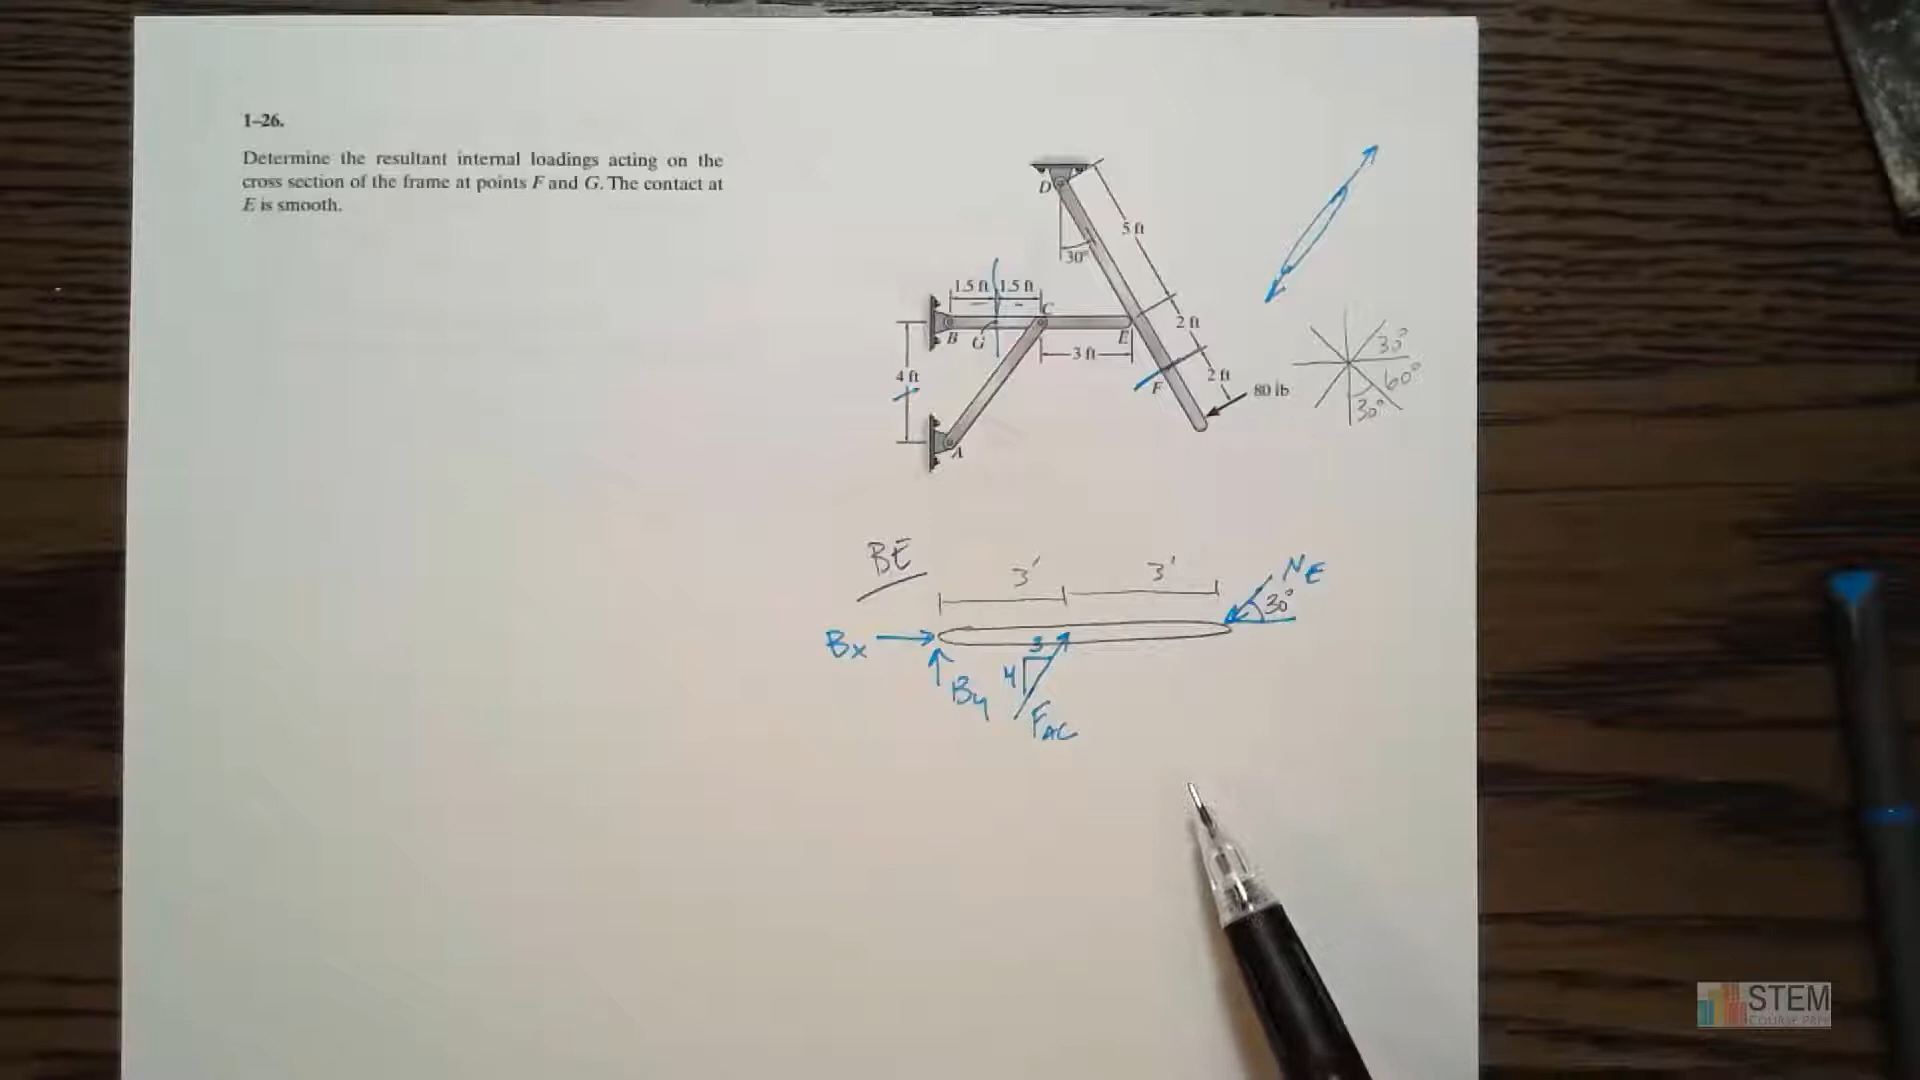 1–26.
Determine the resultant internal loadings acting on the
cross section of the frame at points F and G. The contact at
E is smooth.
D
5 ft
30°
1.5 ft 1.5 ft
C
B
G
E
2 ft
3 ft
4 ft
F
2 ft
80 lb
A
30°
60°
30°
BE
3'
3'
NE
30°
Bx
By
3
4
FAC
STEM
COURSE PREP